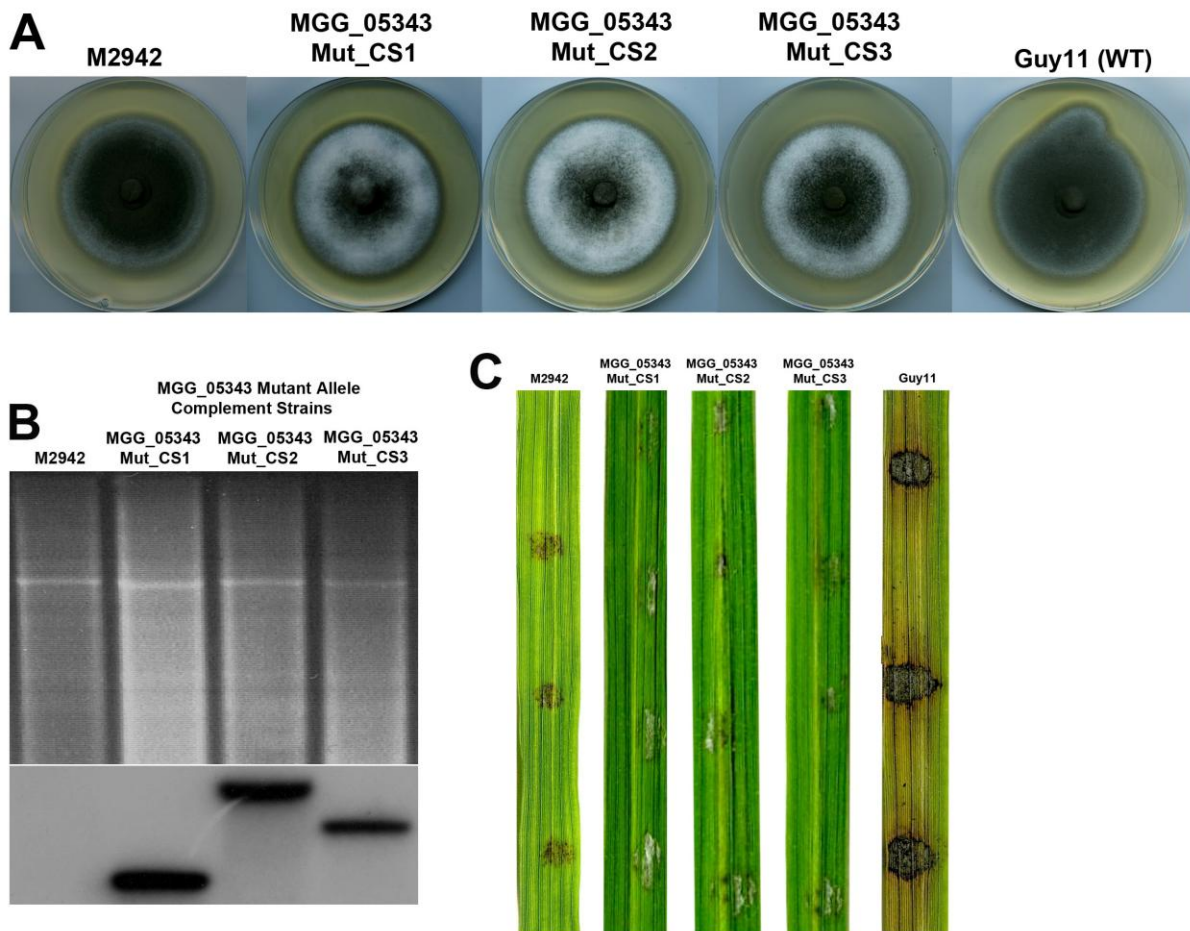 A
M2942
MGG_05343
Mut_CS1
MGG_05343
Mut_CS2
MGG_05343
Mut_CS3
Guy11 (WT)
B
MGG_05343 Mutant Allele
Complement Strains
M2942
MGG_05343
Mut_CS1
MGG_05343
Mut_CS2
MGG_05343
Mut_CS3
C
M2942
MGG_05343
Mut_CS1
MGG_05343
Mut_CS2
MGG_05343
Mut_CS3
Guy11